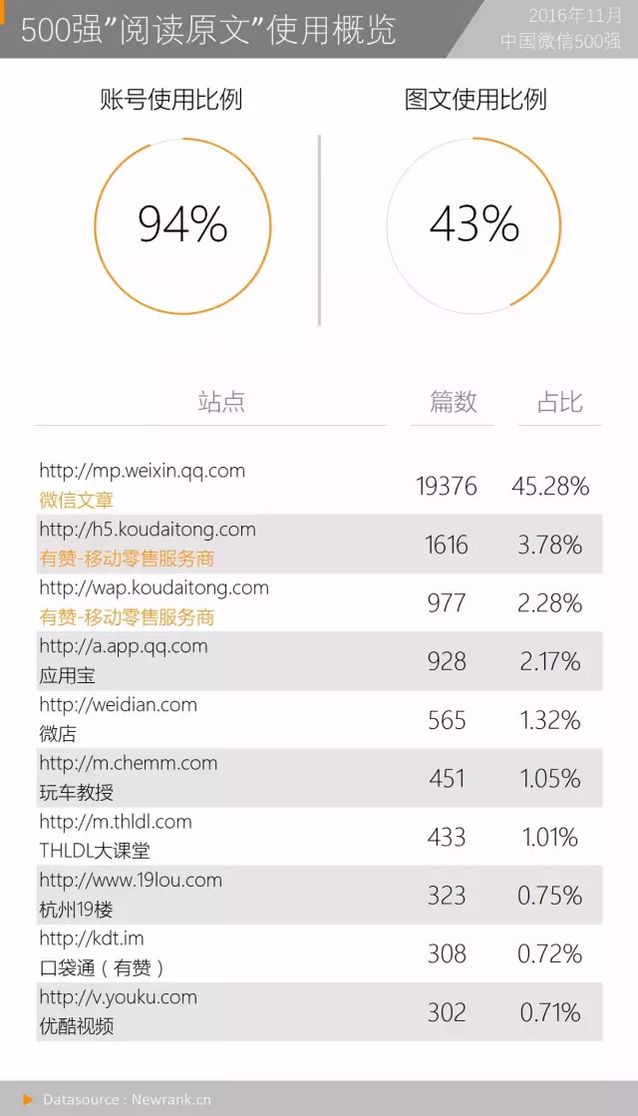 500强”阅读原文”使用概览
2016年11月
中国微信500强
账号使用比例
图文使用比例
94%
43%
站点 篇数 占比
http://mp.weixin.qq.com
微信文章
19376 45.28%
http://h5.koudaitong.com
有赞-移动零售服务商
1616 3.78%
http://wap.koudaitong.com
有赞-移动零售服务商
977 2.28%
http://a.app.qq.com
应用宝
928 2.17%
http://weidian.com
微店
565 1.32%
http://m.chemm.com
玩车教授
451 1.05%
http://m.thldl.com
THLDL大课堂
433 1.01%
http://www.19lou.com
杭州19楼
323 0.75%
http://kdt.im
口袋通（有赞）
308 0.72%
http://v.youku.com
优酷视频
302 0.71%
Datasource : Newrank.cn